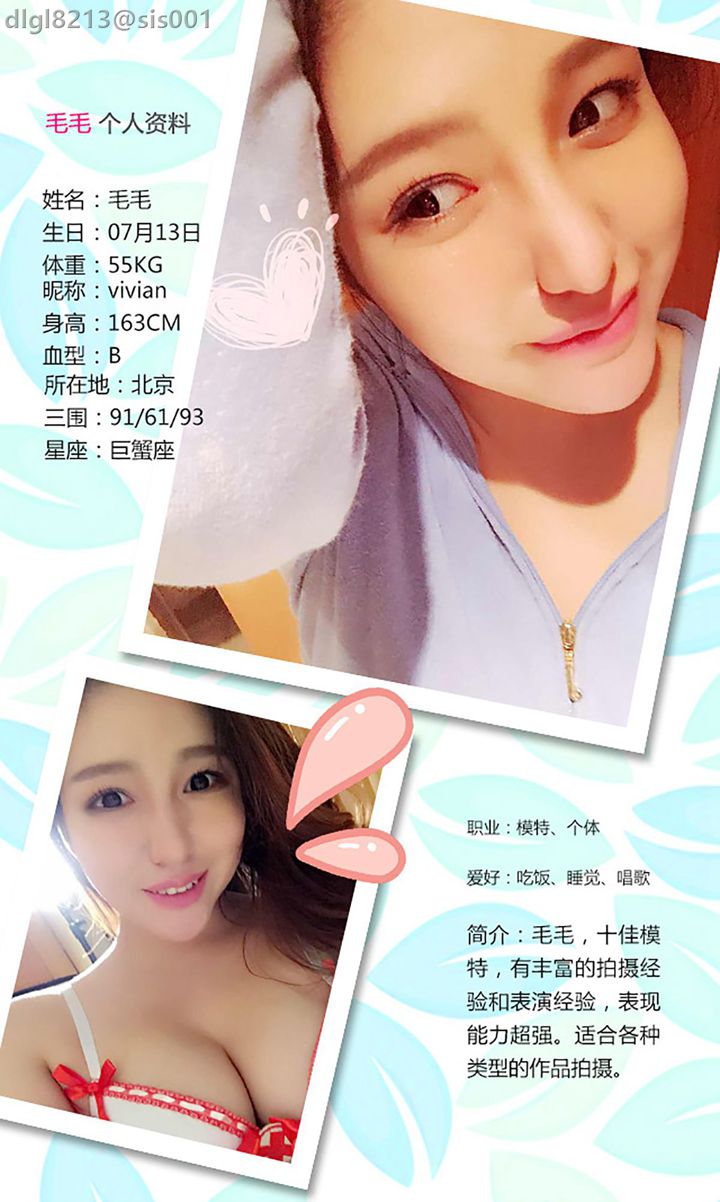 dlgl8213@sis001
毛毛 个人资料
姓名：毛毛
生日：07月13日
体重：55KG
昵称：vivian
身高：163CM
血型：B
所在地：北京
三围：91/61/93
星座：巨蟹座
职业：模特、个体
爱好：吃饭、睡觉、唱歌
简介：毛毛，十佳模
特，有丰富的拍摄经
验和表演经验，表现
能力超强。适合各种
类型的作品拍摄。